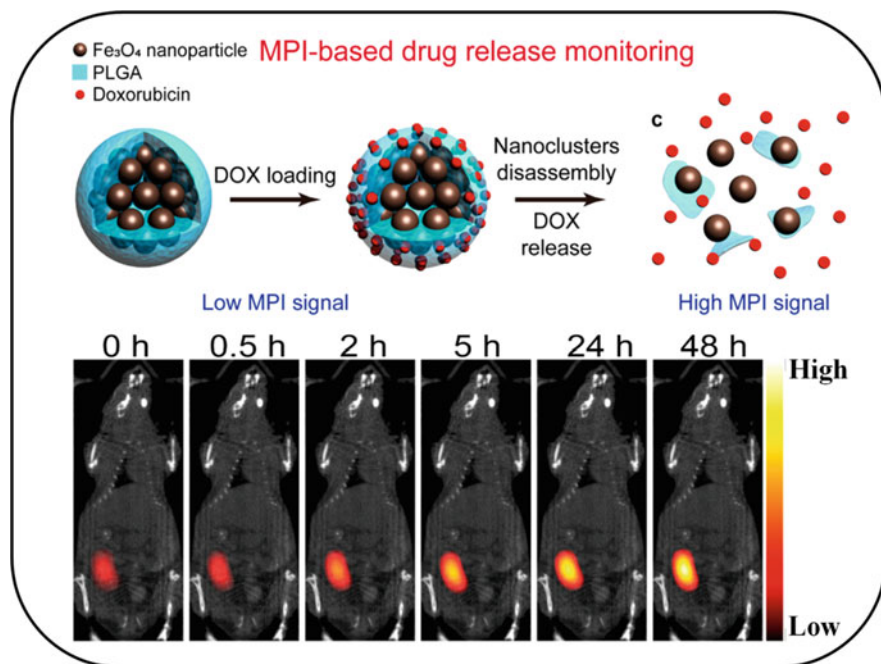 MPI-based drug release monitoring
Fe₃O₄ nanoparticle
PLGA
Doxorubicin
DOX loading
Nanoclusters
disassembly
DOX
release
c
Low MPI signal
High MPI signal
0 h
0.5 h
2 h
5 h
24 h
48 h
High
Low